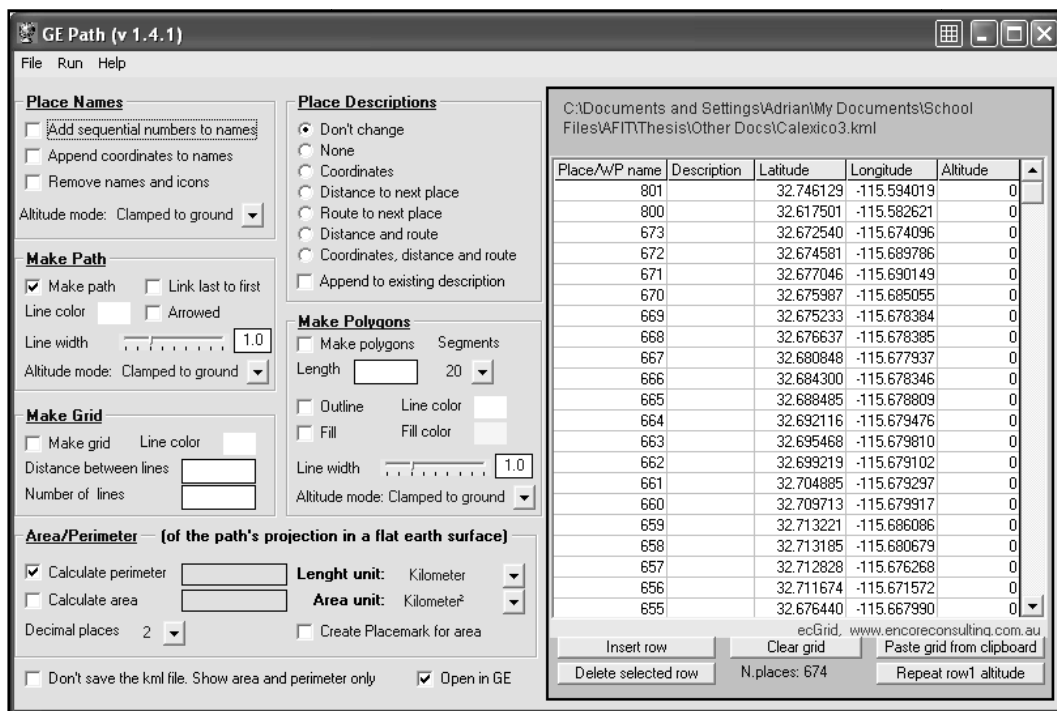 GE Path (v 1.4.1)
File Run Help
Place Names
Add sequential numbers to names
Append coordinates to names
Remove names and icons
Altitude mode: Clamped to ground
Make Path
Make path Link last to first
Line color Arrowed
Line width 1.0
Altitude mode: Clamped to ground
Make Grid
Make grid Line color
Distance between lines
Number of lines
Place Descriptions
Don't change
None
Coordinates
Distance to next place
Route to next place
Distance and route
Coordinates, distance and route
Append to existing description
Make Polygons
Make polygons Segments
Length 20
Outline Line color
Fill Fill color
Line width 1.0
Altitude mode: Clamped to ground
Area/Perimeter (of the path's projection in a flat earth surface)
Calculate perimeter Lenght unit: Kilometer
Calculate area Area unit: Kilometer²
Decimal places 2 Create Placemark for area
Don't save the kml file. Show area and perimeter only Open in GE
C:\Documents and Settings\Adrian\My Documents\School
Files\AFIT\Thesis\Other Docs\Calexico3.kml
Place/WP name Description Latitude Longitude Altitude
801 32.746129 -115.594019 0
800 32.617501 -115.582621 0
673 32.672540 -115.674096 0
672 32.674581 -115.689786 0
671 32.677046 -115.690149 0
670 32.675987 -115.685055 0
669 32.675233 -115.678384 0
668 32.676637 -115.678385 0
667 32.680848 -115.677937 0
666 32.684300 -115.678346 0
665 32.688485 -115.678809 0
664 32.692116 -115.679476 0
663 32.695468 -115.679810 0
662 32.699219 -115.679102 0
661 32.704885 -115.679297 0
660 32.709713 -115.679917 0
659 32.713221 -115.686086 0
658 32.713185 -115.680679 0
657 32.712828 -115.676268 0
656 32.711674 -115.671572 0
655 32.676440 -115.667990 0
ecGrid, www.encoreconsulting.com.au
Insert row Clear grid Paste grid from clipboard
Delete selected row N.places: 674 Repeat row1 altitude